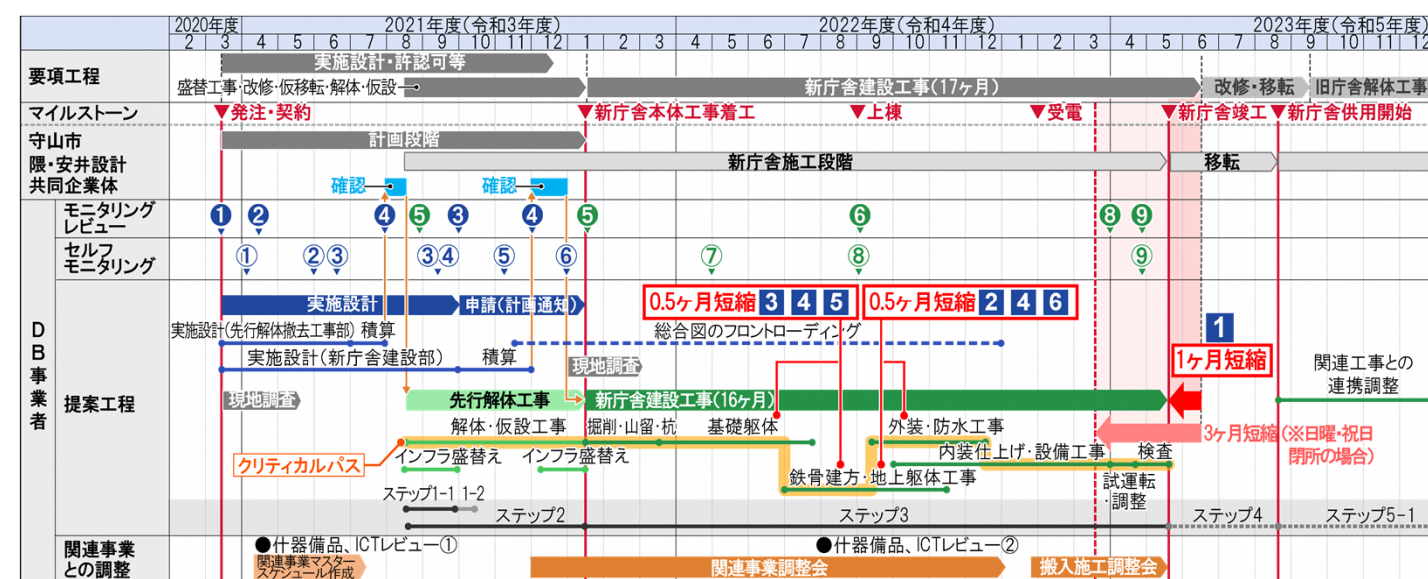 2020年度 2021年度(令和3年度) 2022年度(令和4年度) 2023年度(令和5年度)
2 3 4 5 6 7 8 9 10 11 12 1 2 3 4 5 6 7 8 9 10 11 12 1 2 3 4 5 6 7 8 9 10 11 12
要項工程
実施設計・許認可等
盛替工事・改修・仮移転・解体・仮設
新庁舎建設工事(17ヶ月)
改修・移転
旧庁舎解体工事
マイルストーン
▼発注・契約
▼新庁舎本体工事着工
▼上棟
▼受電
▼新庁舎竣工
▼新庁舎供用開始
守山市
隈・安井設計
共同企業体
計画段階
新庁舎施工段階
移転
確認
確認
DB事業者
モニタリング
レビュー
1 2 4 5 3 4 5 6 8 9
セルフ
モニタリング
① ② ③ ③ ④ ⑤ ⑥ ⑦ ⑧ ⑨
提案工程
実施設計
申請(計画通知)
0.5ヶ月短縮 3 4 5
0.5ヶ月短縮 2 4 6
1
1ヶ月短縮
実施設計(先行解体撤去工事部) 積算
総合図のフロントローディング
実施設計(新庁舎建設部) 積算
現地調査
関連工事との
連携調整
現地調査
先行解体工事
新庁舎建設工事(16ヶ月)
3ヶ月短縮(※日曜・祝日
閉所の場合)
解体・仮設工事
掘削・山留・杭
基礎躯体
外装・防水工事
クリティカルパス
インフラ盛替え
インフラ盛替え
内装仕上げ・設備工事
検査
鉄骨建方・地上躯体工事
試運転
・調整
ステップ1-1 1-2
ステップ2
ステップ3
ステップ4
ステップ5-1
関連事業
との調整
●什器備品、ICTレビュー①
●什器備品、ICTレビュー②
関連事業マスター
スケジュール作成
関連事業調整会
搬入施工調整会